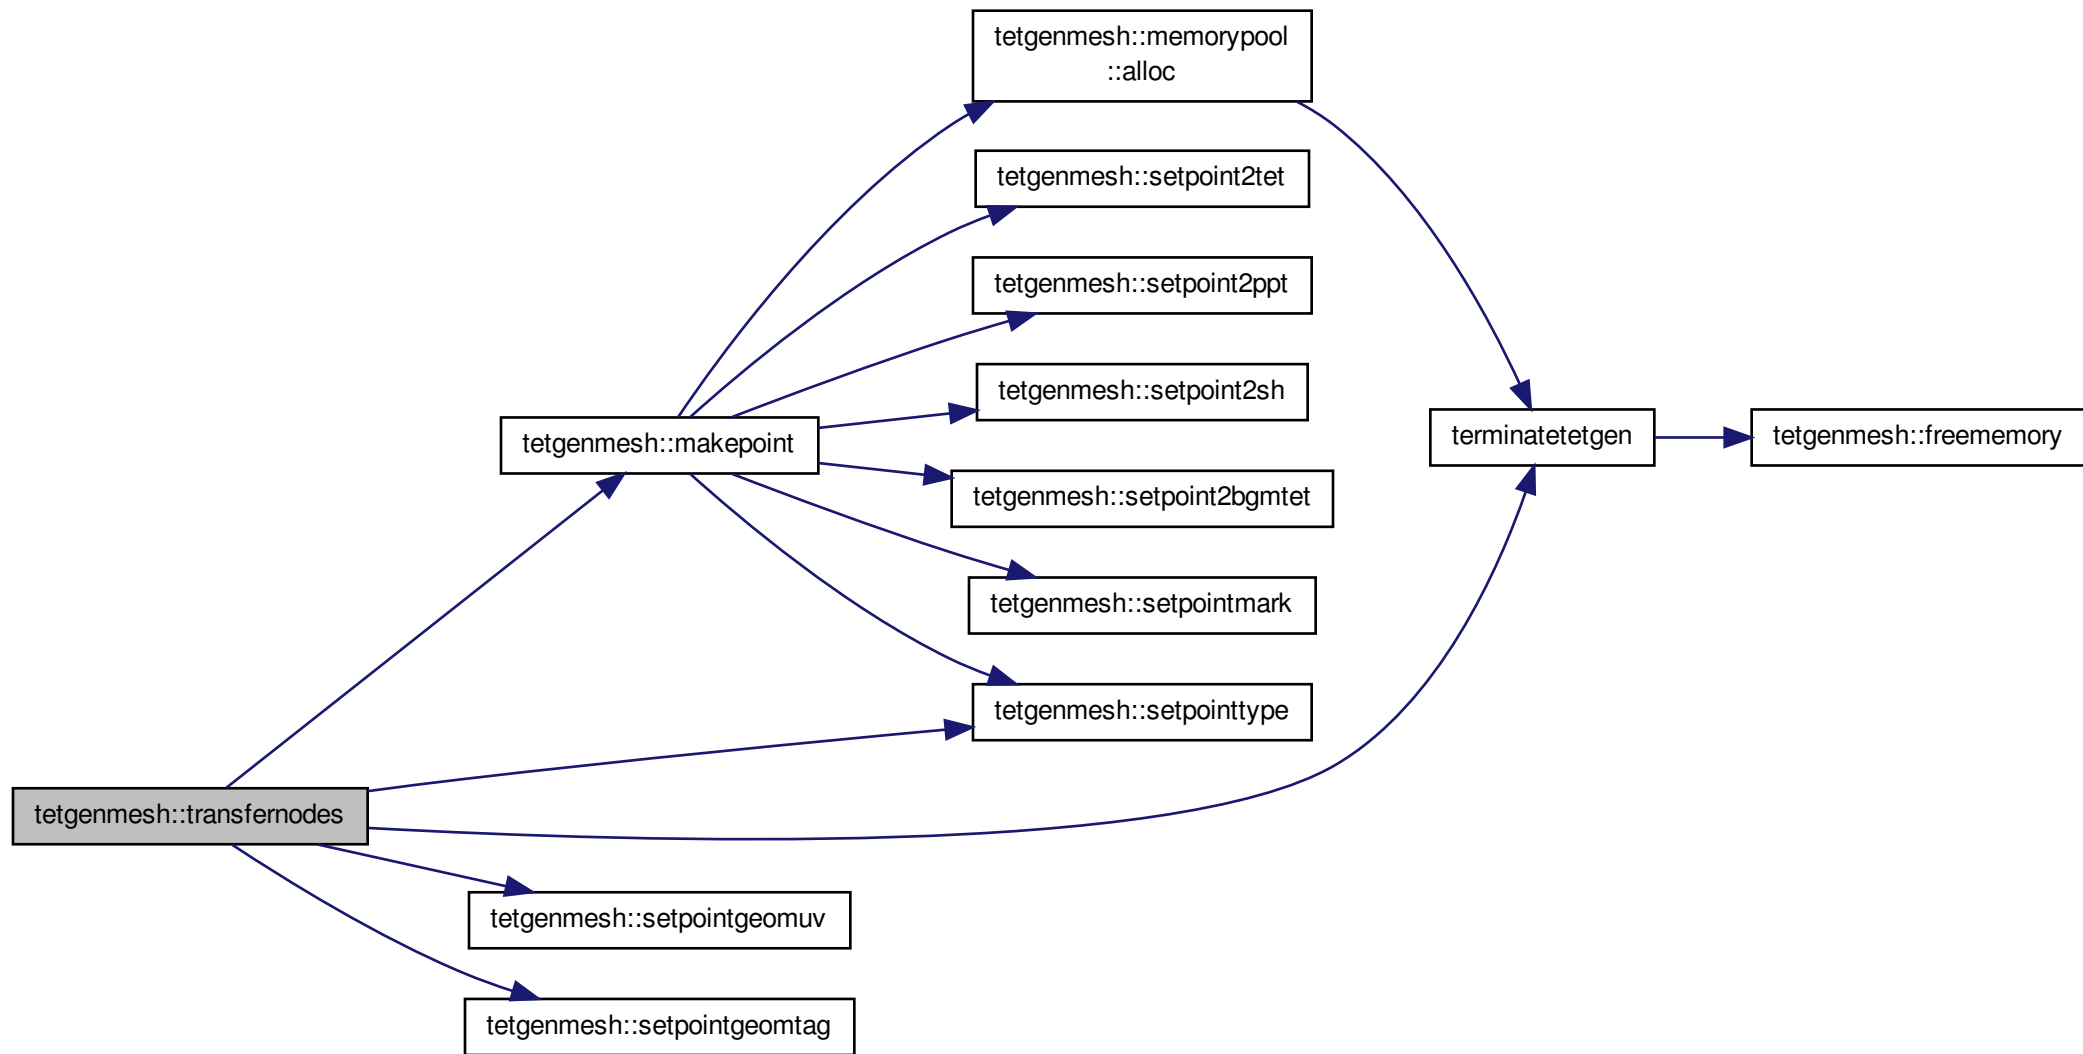 tetgenmesh::memorypool
::alloc
tetgenmesh::setpoint2tet
tetgenmesh::setpoint2ppt
tetgenmesh::setpoint2sh
tetgenmesh::makepoint
terminatetetgen
tetgenmesh::freememory
tetgenmesh::setpoint2bgmtet
tetgenmesh::setpointmark
tetgenmesh::setpointtype
tetgenmesh::transfernodes
tetgenmesh::setpointgeomuv
tetgenmesh::setpointgeomtag